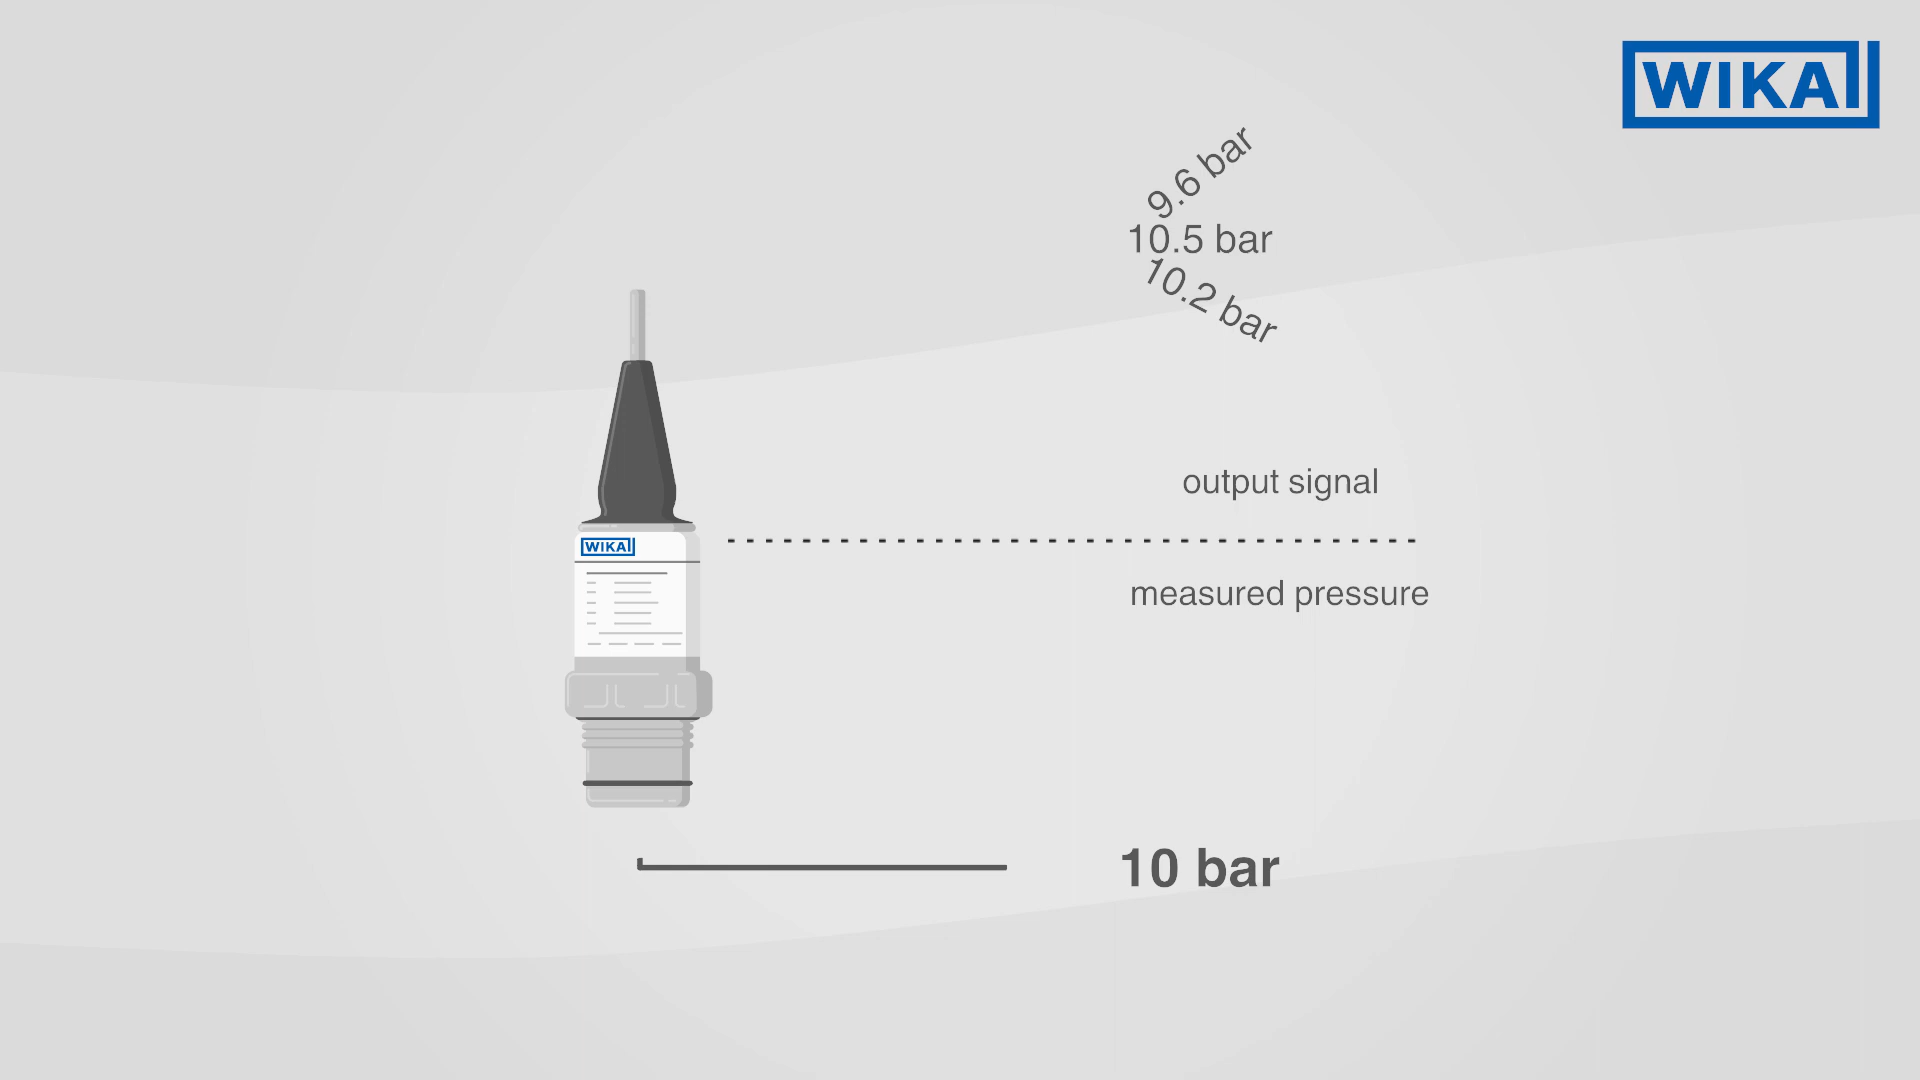 WIKA
9.6 bar
10.5 bar
10.2 bar
output signal
WIKA
measured pressure
10 bar